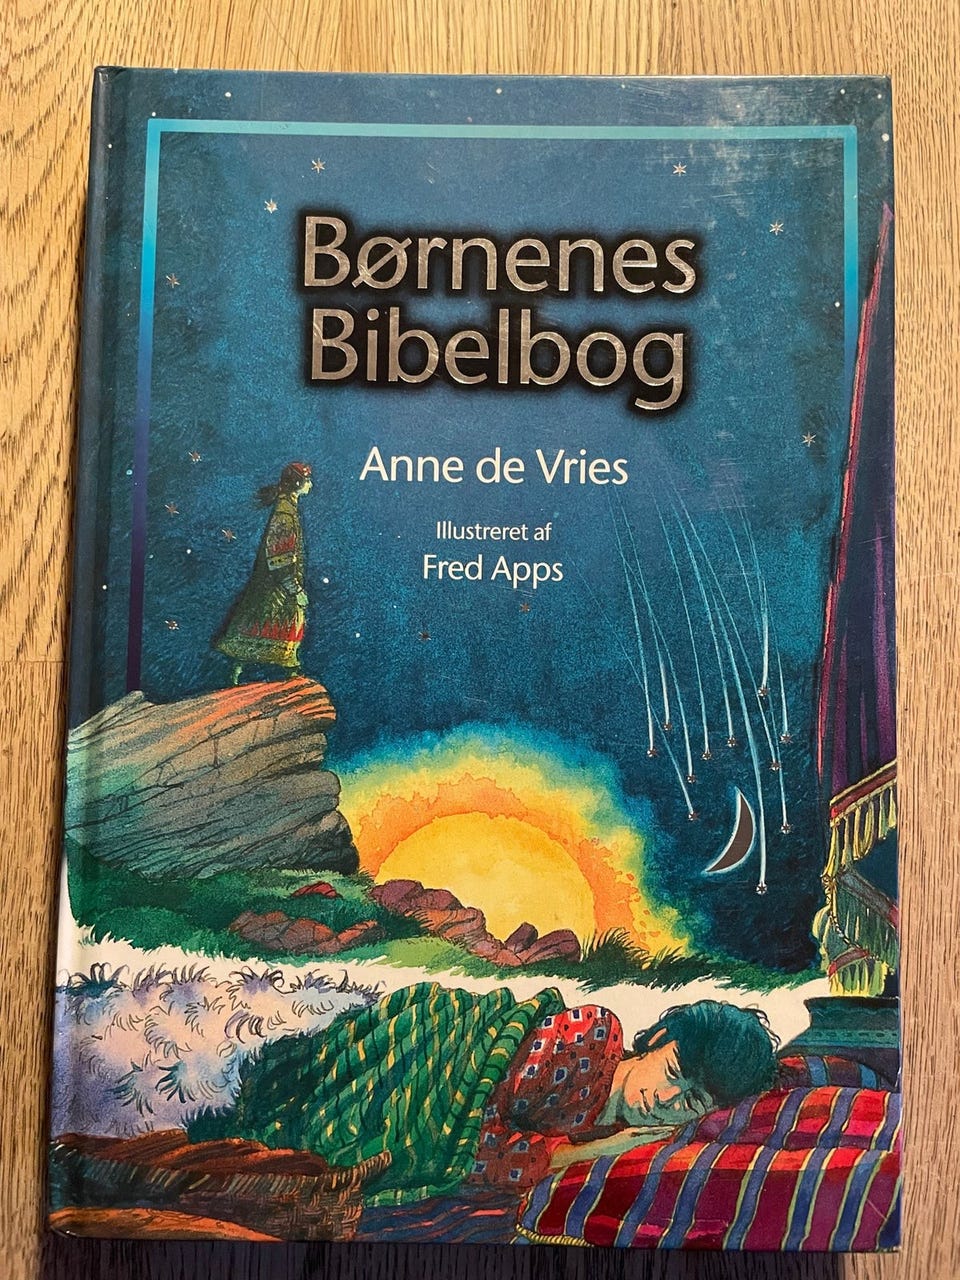 Børnenes
Bibelbog
Anne de Vries
Illustreret af
Fred Apps